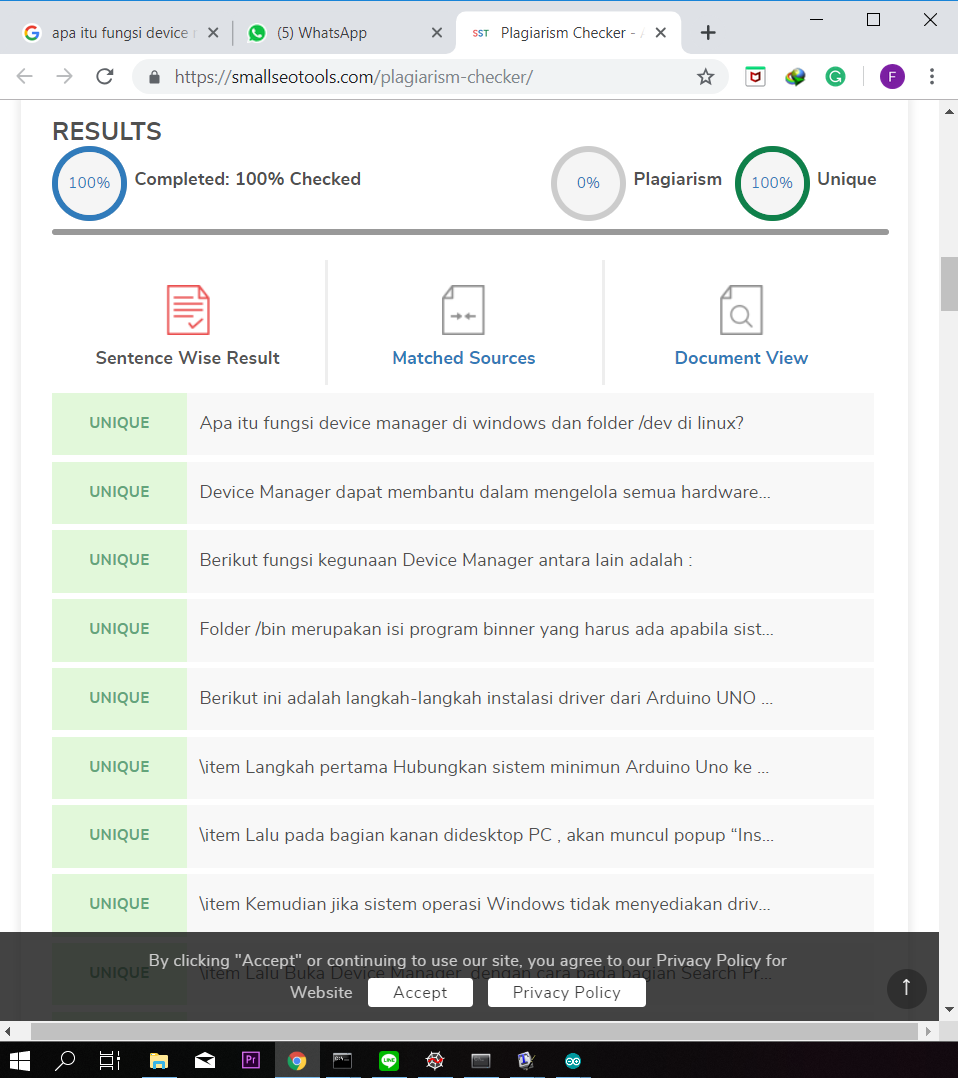 apa itu fungsi device
(5) WhatsApp
SST Plagiarism Checker -
https://smallseotools.com/plagiarism-checker/
F
RESULTS
100%
Completed: 100% Checked
0%
Plagiarism
100%
Unique
Sentence Wise Result
Matched Sources
Document View
UNIQUE Apa itu fungsi device manager di windows dan folder /dev di linux?
UNIQUE Device Manager dapat membantu dalam mengelola semua hardware...
UNIQUE Berikut fungsi kegunaan Device Manager antara lain adalah :
UNIQUE Folder /bin merupakan isi program binner yang harus ada apabila sist...
UNIQUE Berikut ini adalah langkah-langkah instalasi driver dari Arduino UNO ...
UNIQUE \item Langkah pertama Hubungkan sistem minimun Arduino Uno ke ...
UNIQUE \item Lalu pada bagian kanan didesktop PC , akan muncul popup “Ins...
UNIQUE \item Kemudian jika sistem operasi Windows tidak menyediakan driv...
UNIQUE \item Lalu Buka Device Manager, dengan cara pada bagian Search Pr...
By clicking "Accept" or continuing to use our site, you agree to our Privacy Policy for
Website Accept Privacy Policy
Pr
LINE